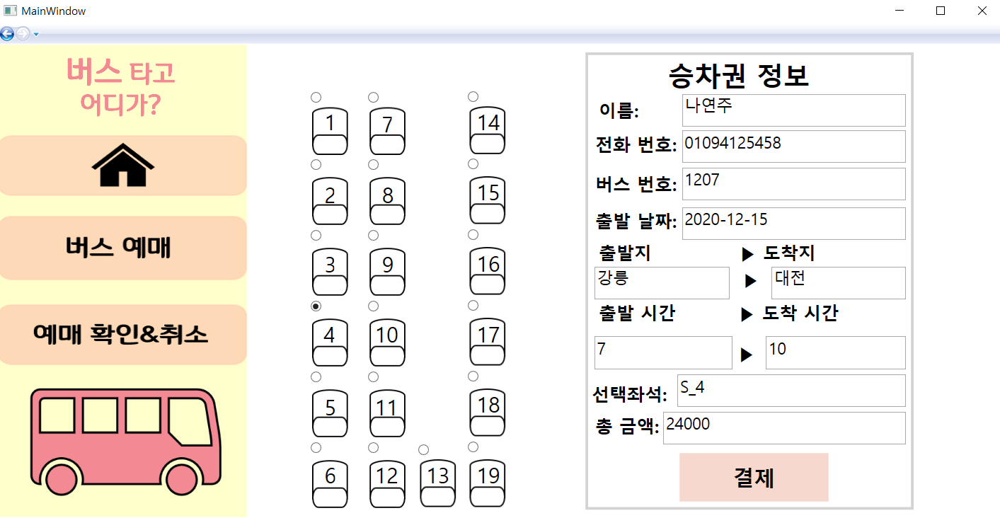 MainWindow
버스 타고
어디가?
버스 예매
예매 확인&취소
1 7 14
2 8 15
3 9 16
4 10 17
5 11 18
6 12 13 19
승차권 정보
이름: 나연주
전화 번호: 01094125458
버스 번호: 1207
출발 날짜: 2020-12-15
출발지 ▶ 도착지
강릉 ▶ 대전
출발 시간 ▶ 도착 시간
7 ▶ 10
선택좌석: S_4
총 금액: 24000
결제